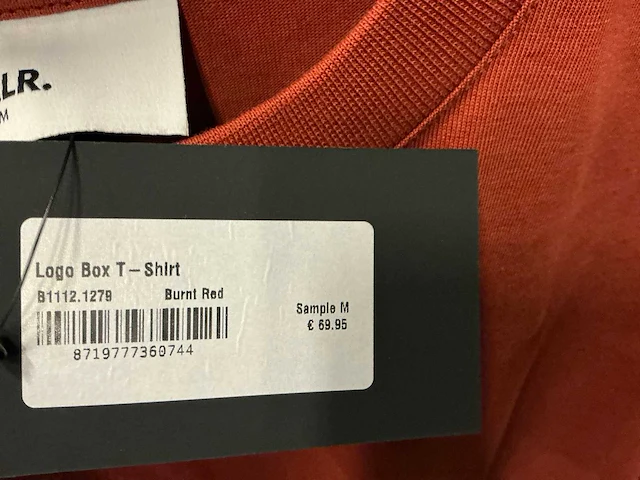 LR.
M
Logo Box T-Shirt
B1112.1279 Burnt Red
Sample M
€ 69.95
8719777360744